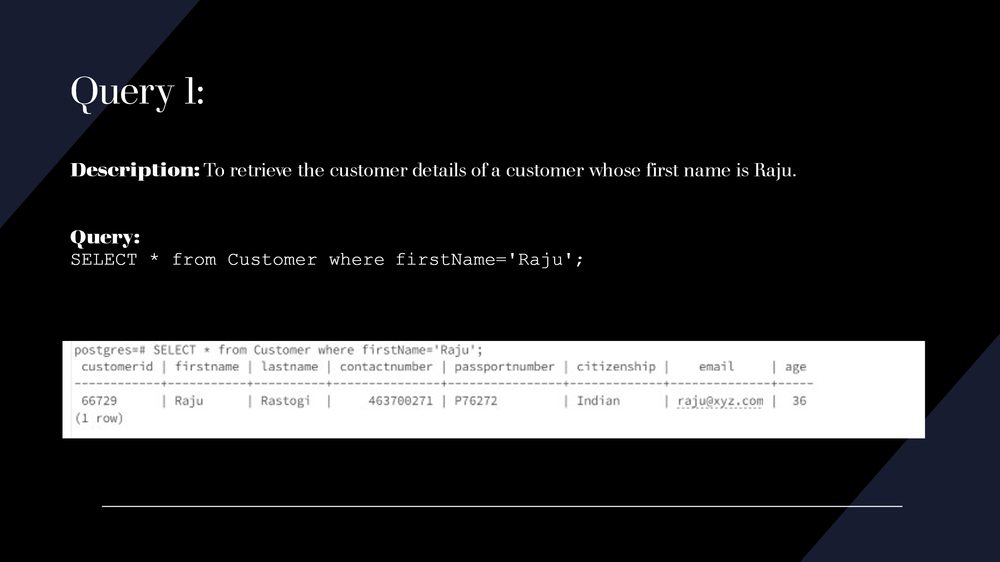 Query 1:
Description: To retrieve the customer details of a customer whose first name is Raju.
Query:
SELECT * from Customer where firstName='Raju';
postgres=# SELECT * from Customer where firstName='Raju';
 customerid | firstname | lastname | contactnumber | passportnumber | citizenship |    email     | age
------------+-----------+----------+---------------+----------------+-------------+--------------+-----
 66729      | Raju      | Rastogi  |     463700271 | P76272         | Indian      | raju@xyz.com |  36
(1 row)